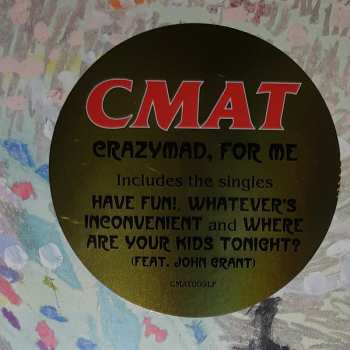 CMAT
CRAZYMAD, FOR ME
Includes the singles
HAVE FUN!, WHATEVER'S
INCONVENIENT and WHERE
ARE YOUR KIDS TONIGHT?
(FEAT. JOHN GRANT)
CMAT009LP